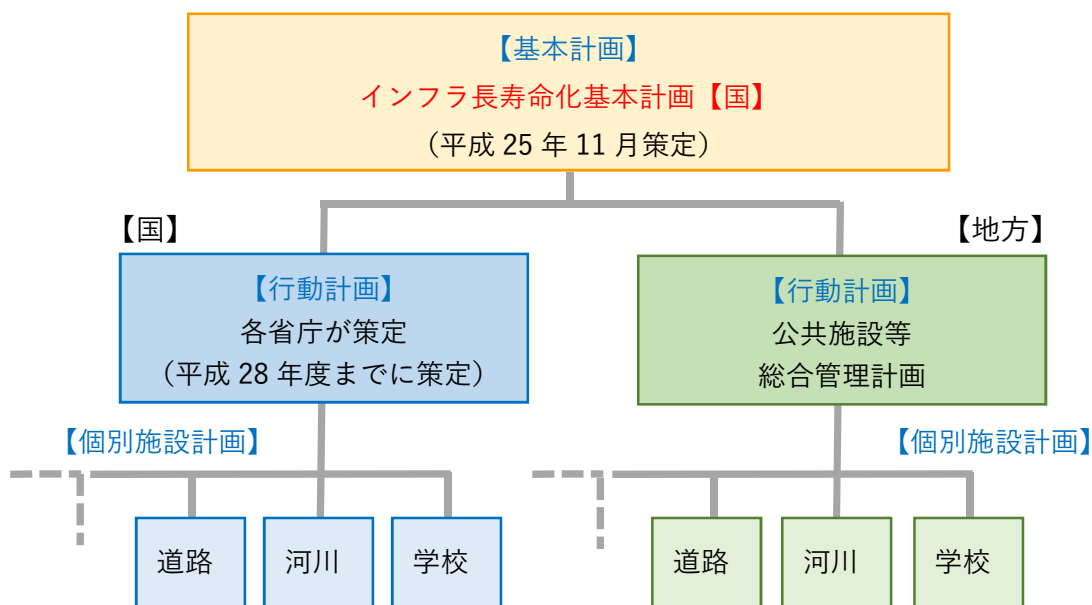 【基本計画】
インフラ長寿命化基本計画【国】
（平成 25 年 11 月策定）
【国】
【地方】
【行動計画】
各省庁が策定
（平成 28 年度までに策定）
【行動計画】
公共施設等
総合管理計画
【個別施設計画】
【個別施設計画】
道路
河川
学校
道路
河川
学校